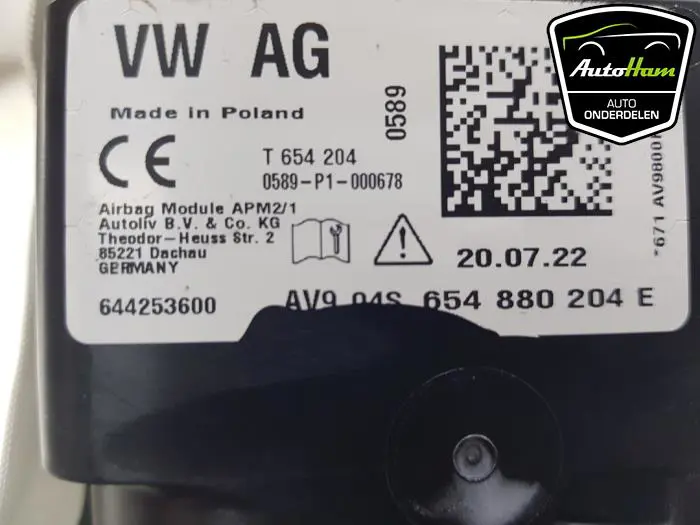 VW AG
Made in Poland
0589
T 654 204
0589-P1-000678
CE
Airbag Module APM2/1
Autoliv B.V. & Co. KG
Theodor-Heuss Str. 2
85221 Dachau
GERMANY
20.07.22
644253600
AV9 04S 654 880 204 E
AutoHam
AUTO
ONDERDELEN